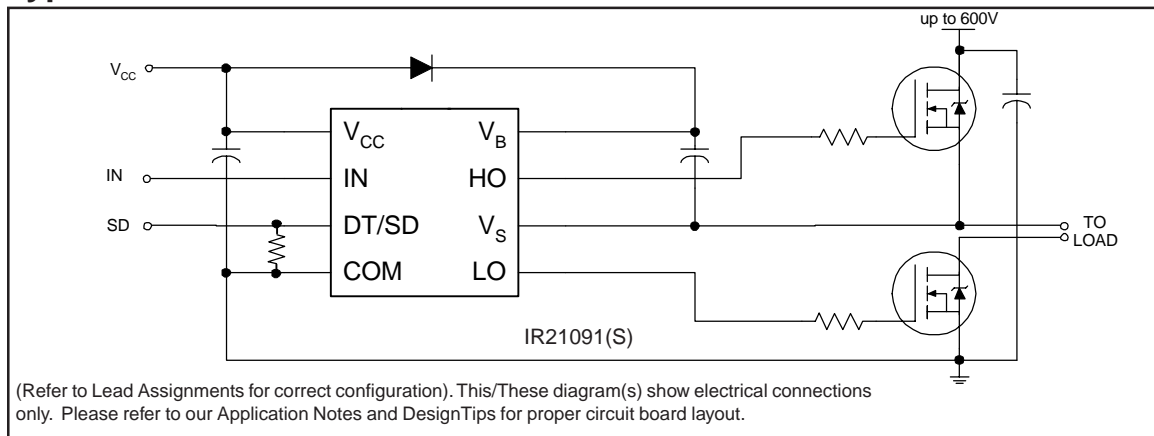 up to 600V
VCC
VCC
VB
IN
IN
HO
SD
DT/SD
VS
TO
LOAD
COM
LO
IR21091(S)
(Refer to Lead Assignments for correct configuration). This/These diagram(s) show electrical connections
only. Please refer to our Application Notes and DesignTips for proper circuit board layout.